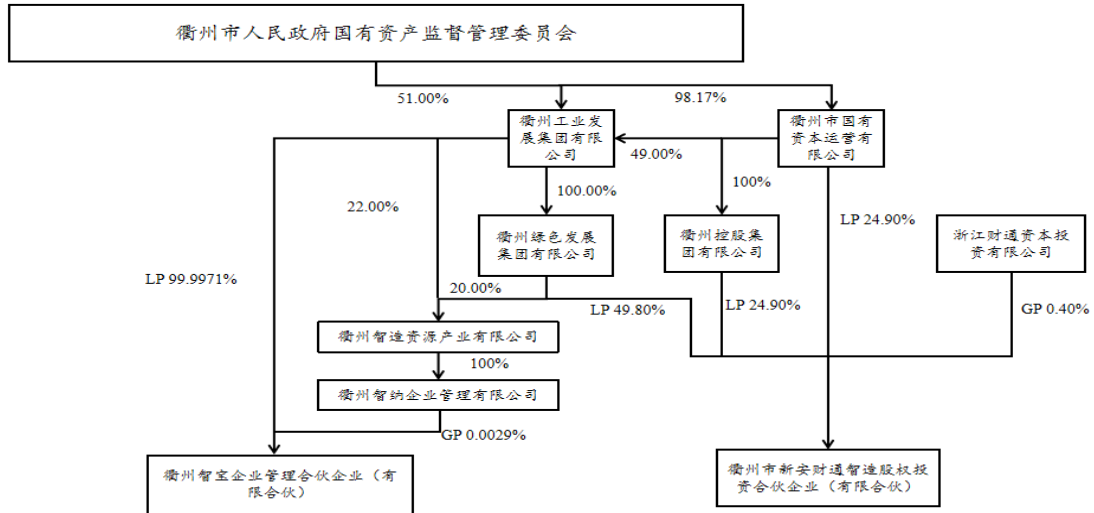 衢州市人民政府国有资产监督管理委员会
51.00%
98.17%
衢州工业发
展集团有限
公司
衢州市国有
资本运营有
限公司
49.00%
100.00%
100%
22.00%
LP 24.90%
衢州绿色发展
集团有限公司
衢州控股集
团有限公司
浙江财通资本投
资有限公司
LP 99.9971%
20.00%
LP 49.80%
LP 24.90%
GP 0.40%
衢州智造资源产业有限公司
100%
衢州智纳企业管理有限公司
GP 0.0029%
衢州智宝企业管理合伙企业（有
限合伙）
衢州市新安财通智造股权投
资合伙企业（有限合伙）